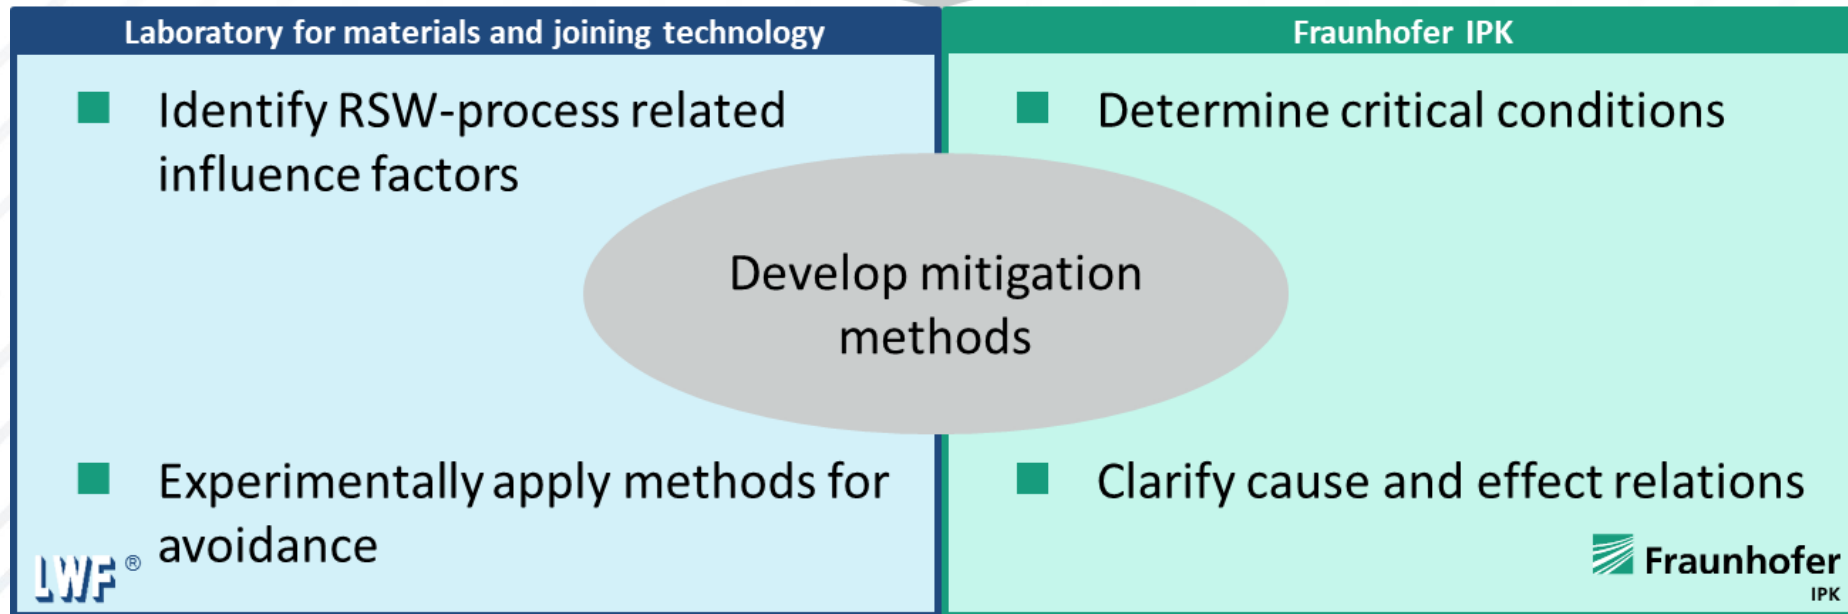 Laboratory for materials and joining technology
Identify RSW-process related
influence factors
Experimentally apply methods for
avoidance
LWF ®
Fraunhofer IPK
Determine critical conditions
Clarify cause and effect relations
Fraunhofer
IPK
Develop mitigation
methods